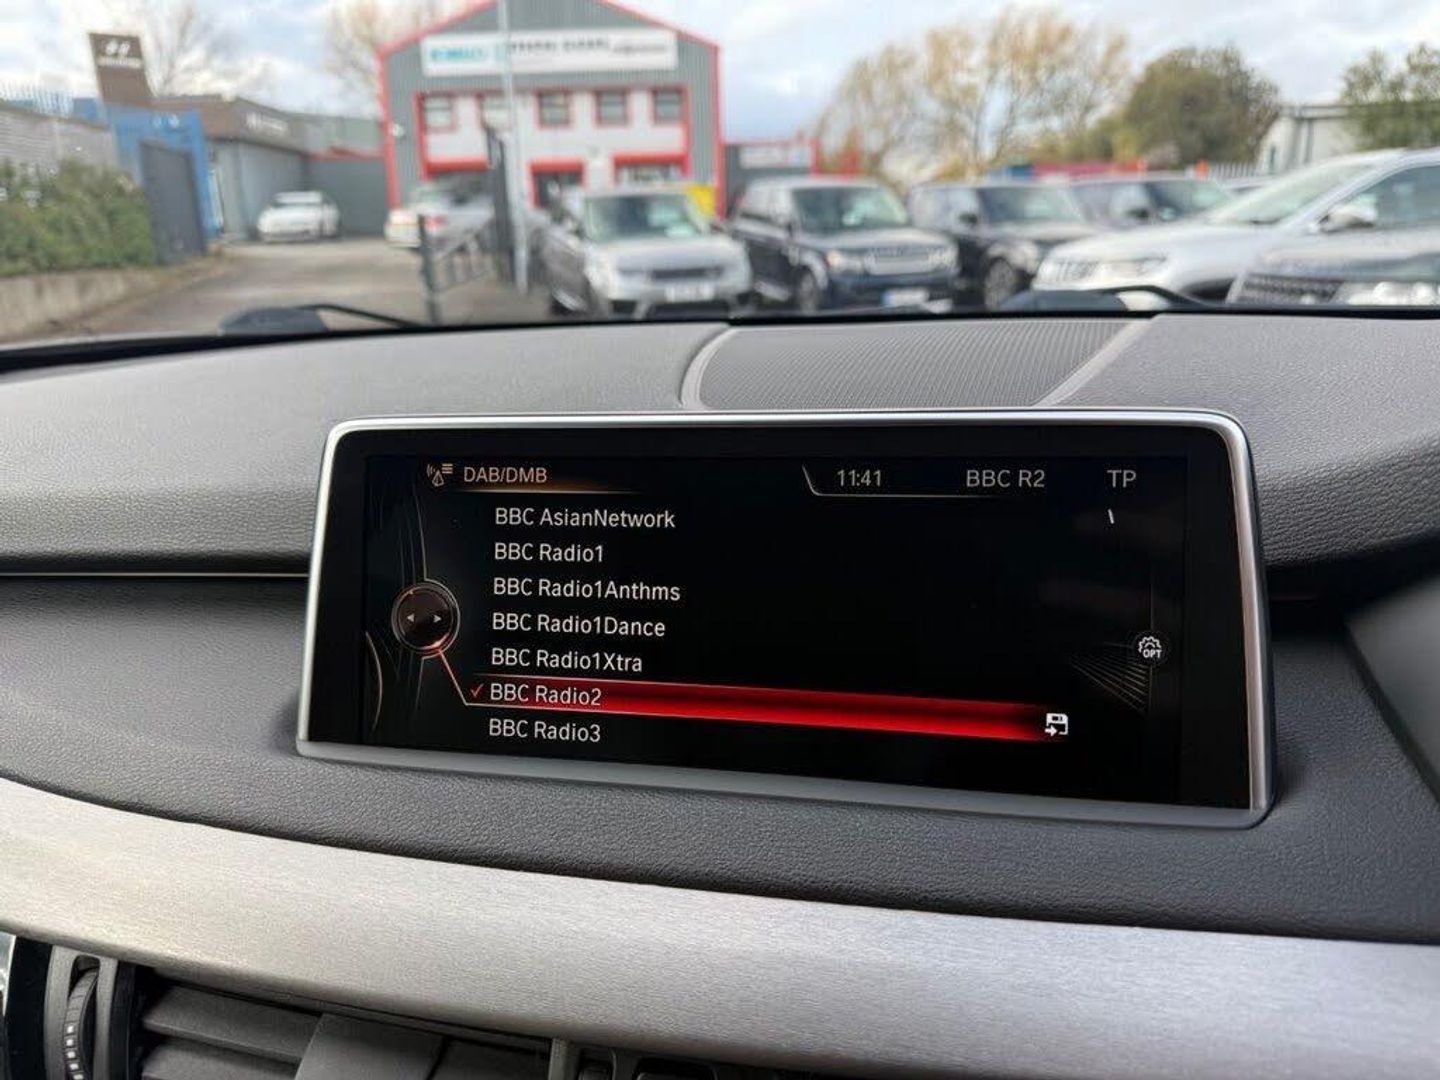 DAB/DMB
11:41
BBC R2
TP
BBC AsianNetwork
BBC Radio1
BBC Radio1Anthms
BBC Radio1Dance
BBC Radio1Xtra
BBC Radio2
BBC Radio3
OPT